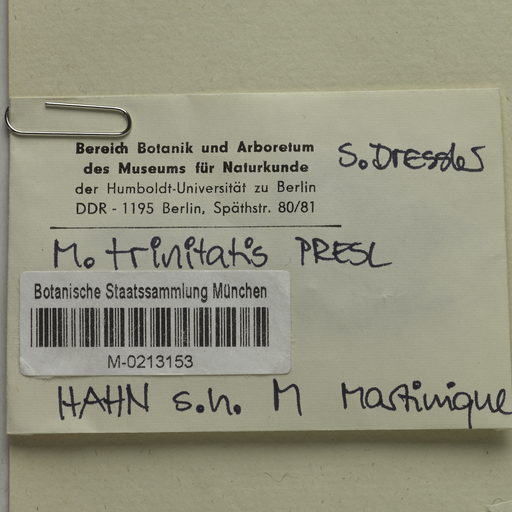 Bereich Botanik und Arboretum
des Museums für Naturkunde
der Humboldt-Universität zu Berlin
DDR - 1195 Berlin, Späthstr. 80/81
S. Dressler
M. trinitatis PRESL
Botanische Staatssammlung München
M-0213153
HAHN s.n. M Martinique